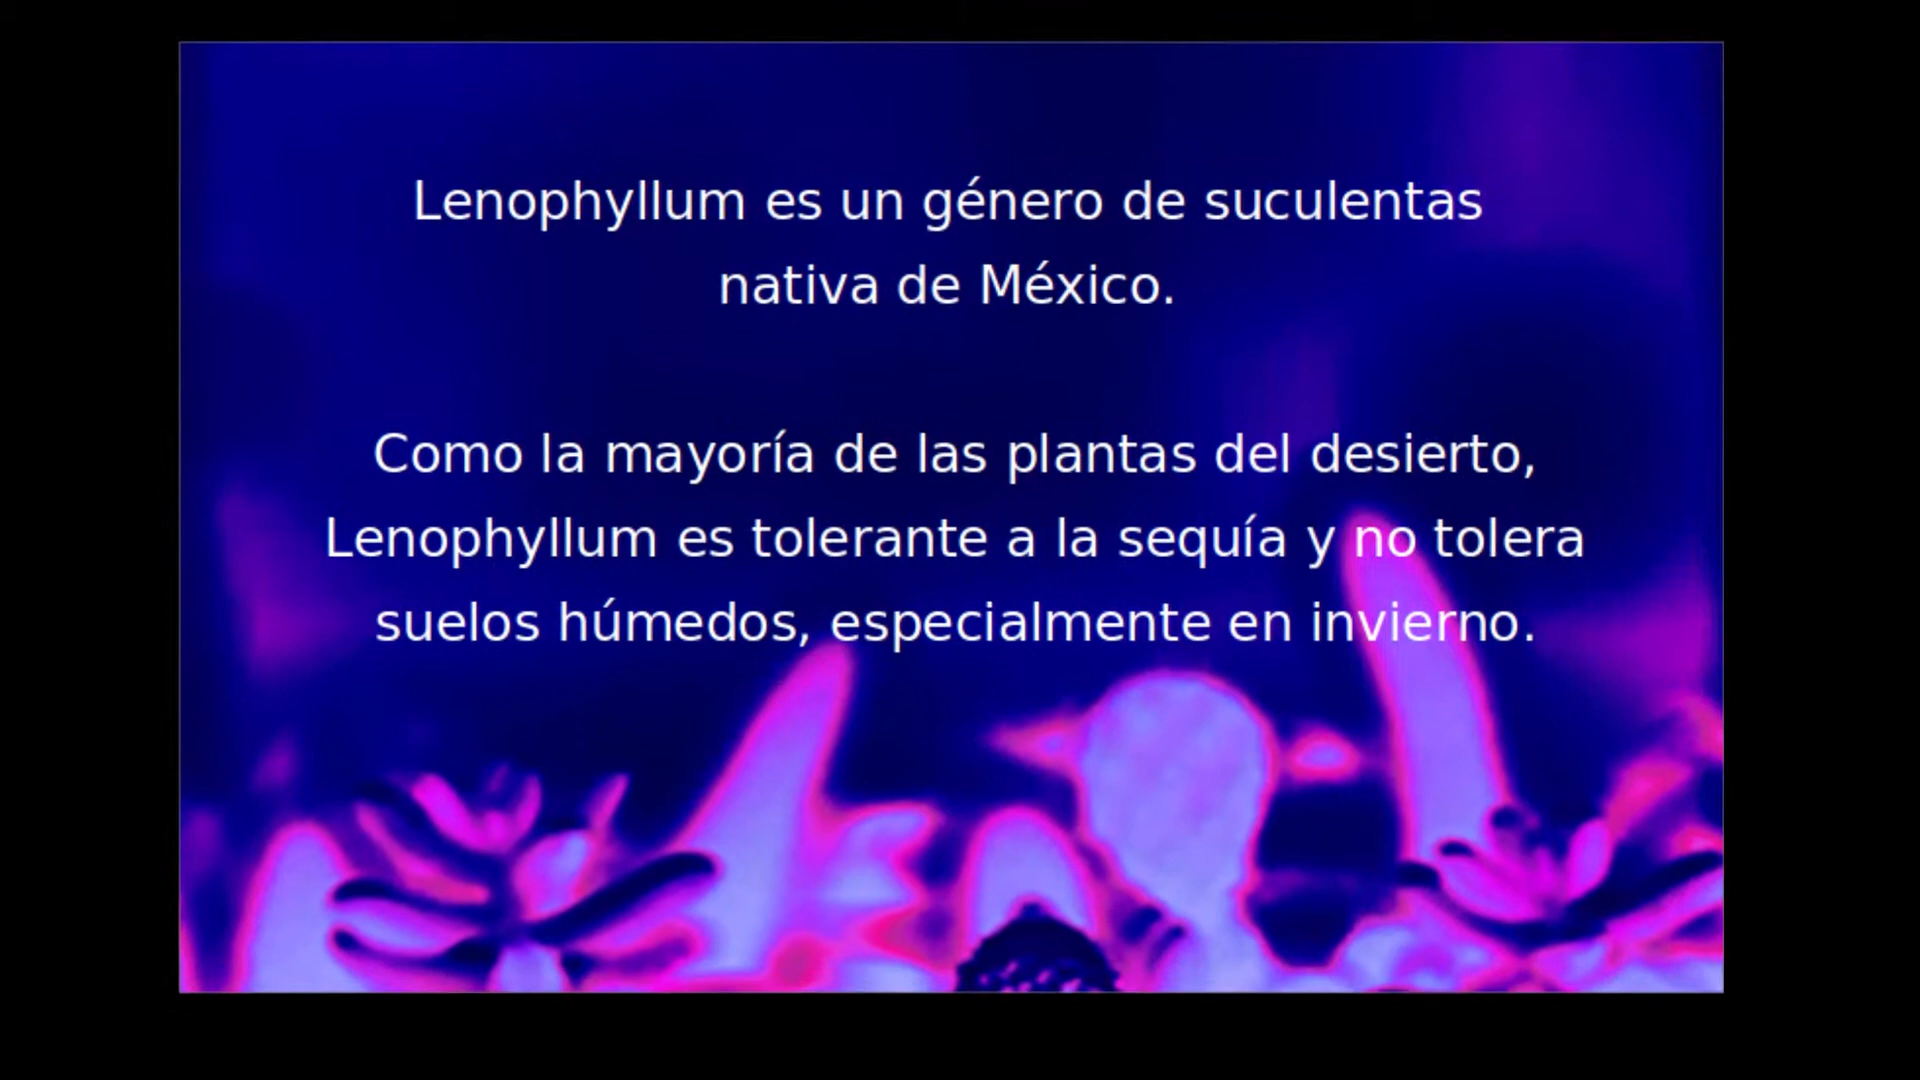 Lenophyllum es un género de suculentas
nativa de México.
Como la mayoría de las plantas del desierto,
Lenophyllum es tolerante a la sequía y no tolera
suelos húmedos, especialmente en invierno.